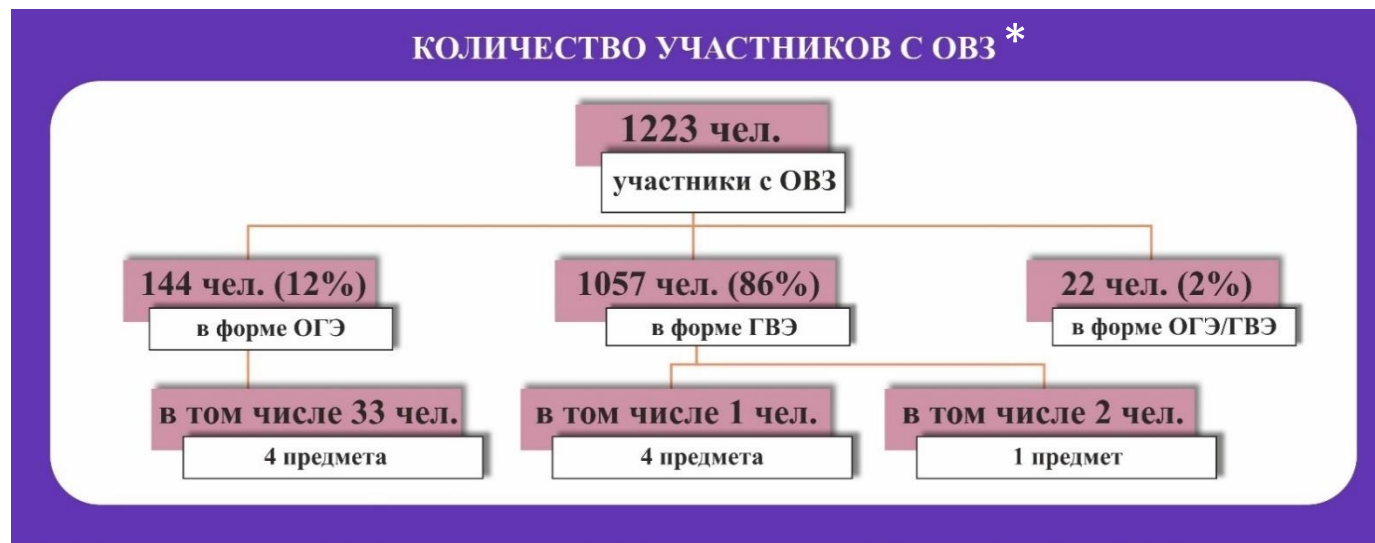 КОЛИЧЕСТВО УЧАСТНИКОВ С ОВЗ *
1223 чел.
участники с ОВЗ
144 чел. (12%)
в форме ОГЭ
1057 чел. (86%)
в форме ГВЭ
22 чел. (2%)
в форме ОГЭ/ГВЭ
в том числе 33 чел.
4 предмета
в том числе 1 чел.
4 предмета
в том числе 2 чел.
1 предмет